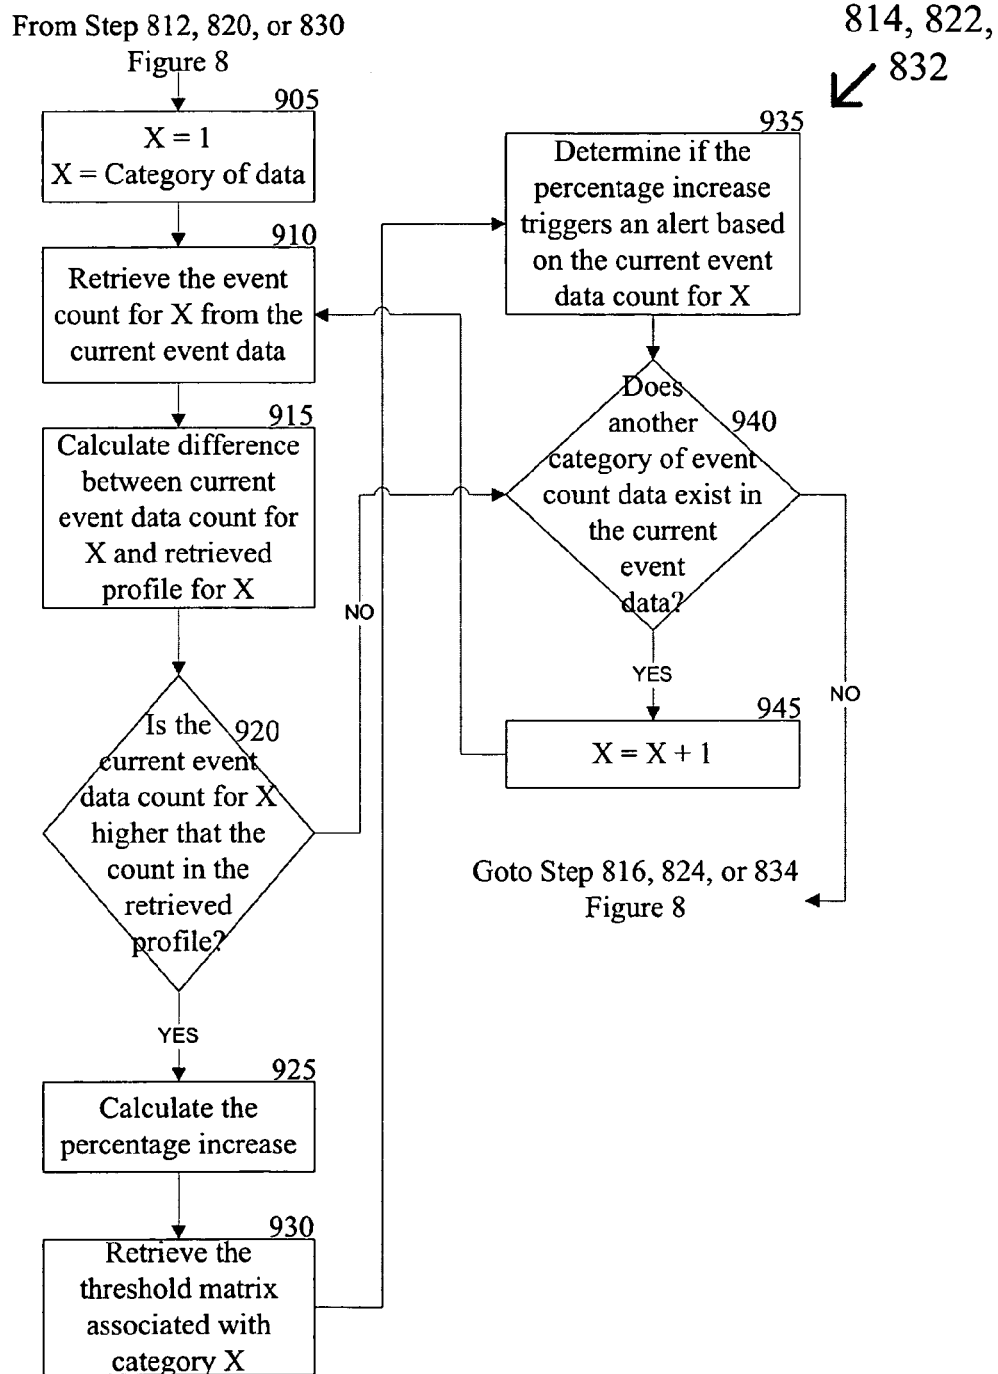 From Step 812, 820, or 830
Figure 8
905
X = 1
X = Category of data
910
Retrieve the event
count for X from the
current event data
915
Calculate difference
between current
event data count for
X and retrieved
profile for X
920
Is the
current event
data count for X
higher that the
count in the
retrieved
profile?
NO
YES
925
Calculate the
percentage increase
930
Retrieve the
threshold matrix
associated with
category X
814, 822,
832
935
Determine if the
percentage increase
triggers an alert based
on the current event
data count for X
940
Does
another
category of event
count data exist in
the current
event
data?
YES
NO
945
X = X + 1
Goto Step 816, 824, or 834
Figure 8